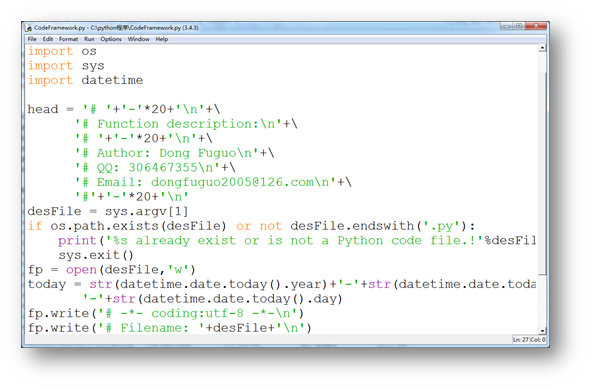 CodeFramework.py - C:\python程序\CodeFramework.py (3.4.3)
File Edit Format Run Options Window Help
import os
import sys
import datetime
head = '# '+'-'*20+'\n'+\
'# Function description:\n'+\
'# '+'-'*20+'\n'+\
'# Author: Dong Fuguo\n'+\
'# QQ: 306467355\n'+\
'# Email: dongfuguo2005@126.com\n'+\
'#'+'-'*20+'\n'
desFile = sys.argv[1]
if os.path.exists(desFile) or not desFile.endswith('.py'):
print('%s already exist or is not a Python code file.!'%desFil
sys.exit()
fp = open(desFile,'w')
today = str(datetime.date.today().year)+'-'+str(datetime.date.toda
'-'+str(datetime.date.today().day)
fp.write('# -*- coding:utf-8 -*-\n')
fp.write('# Filename: '+desFile+'\n')
Ln: 27 Col: 0